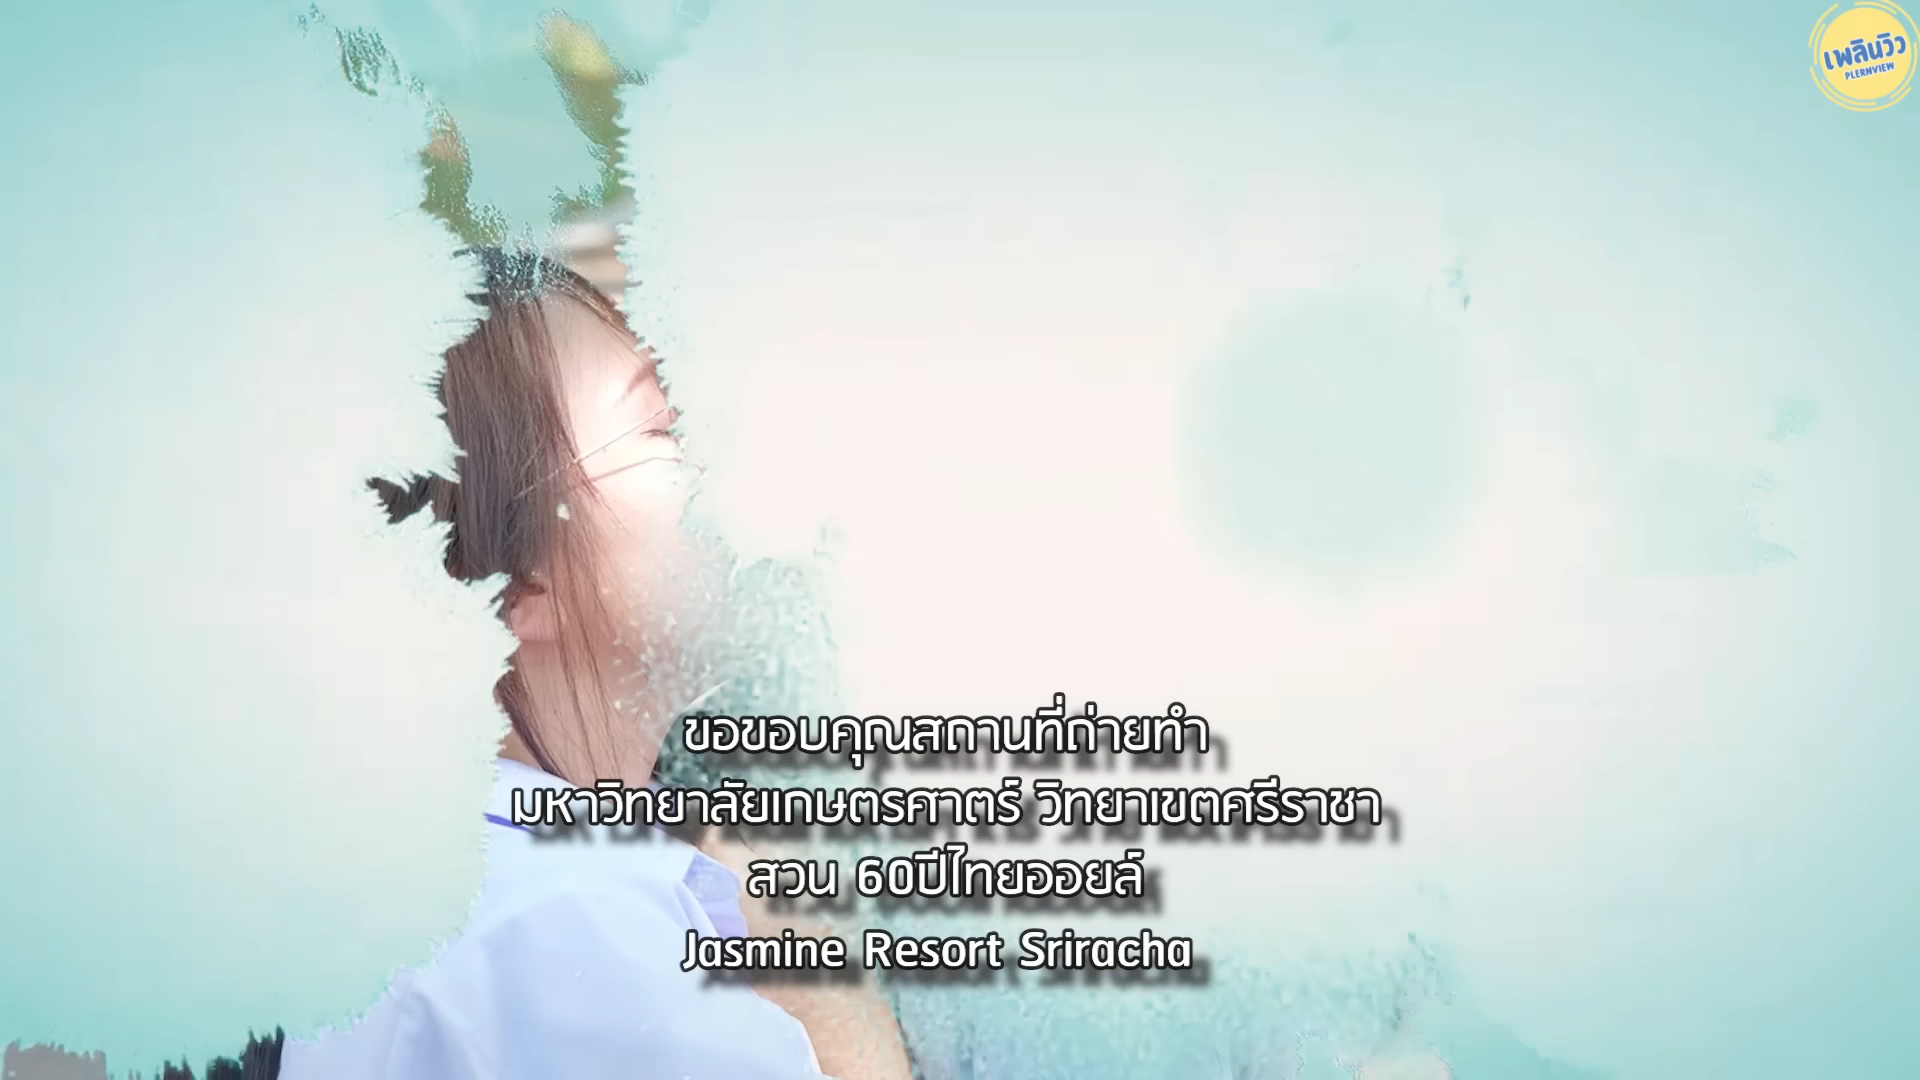 เพลินวิว
PLERNVIEW
ขอขอบคุณสถานที่ถ่ายทำ
มหาวิทยาลัยเกษตรศาตร์ วิทยาเขตศรีราชา
สวน 60ปีไทยออยล์
Jasmine Resort Sriracha